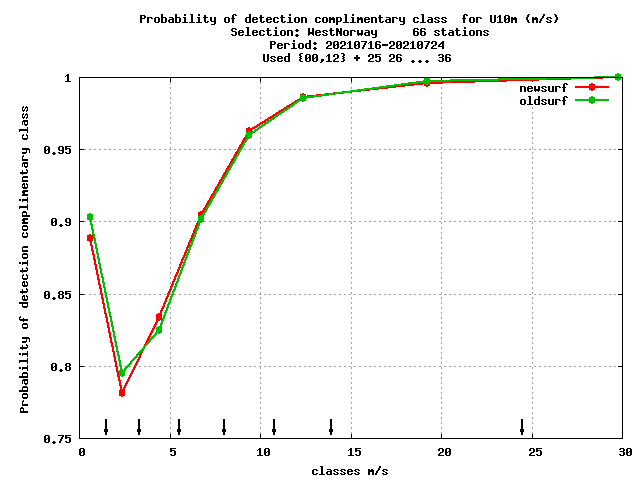 Probability of detection complimentary class  for U10m (m/s)
Selection: WestNorway     66 stations
Period: 20210716-20210724
Used {00,12} + 25 26 ... 36
newsurf
oldsurf
Probability of detection complimentary class
1
0.95
0.9
0.85
0.8
0.75
0 5 10 15 20 25 30
classes m/s